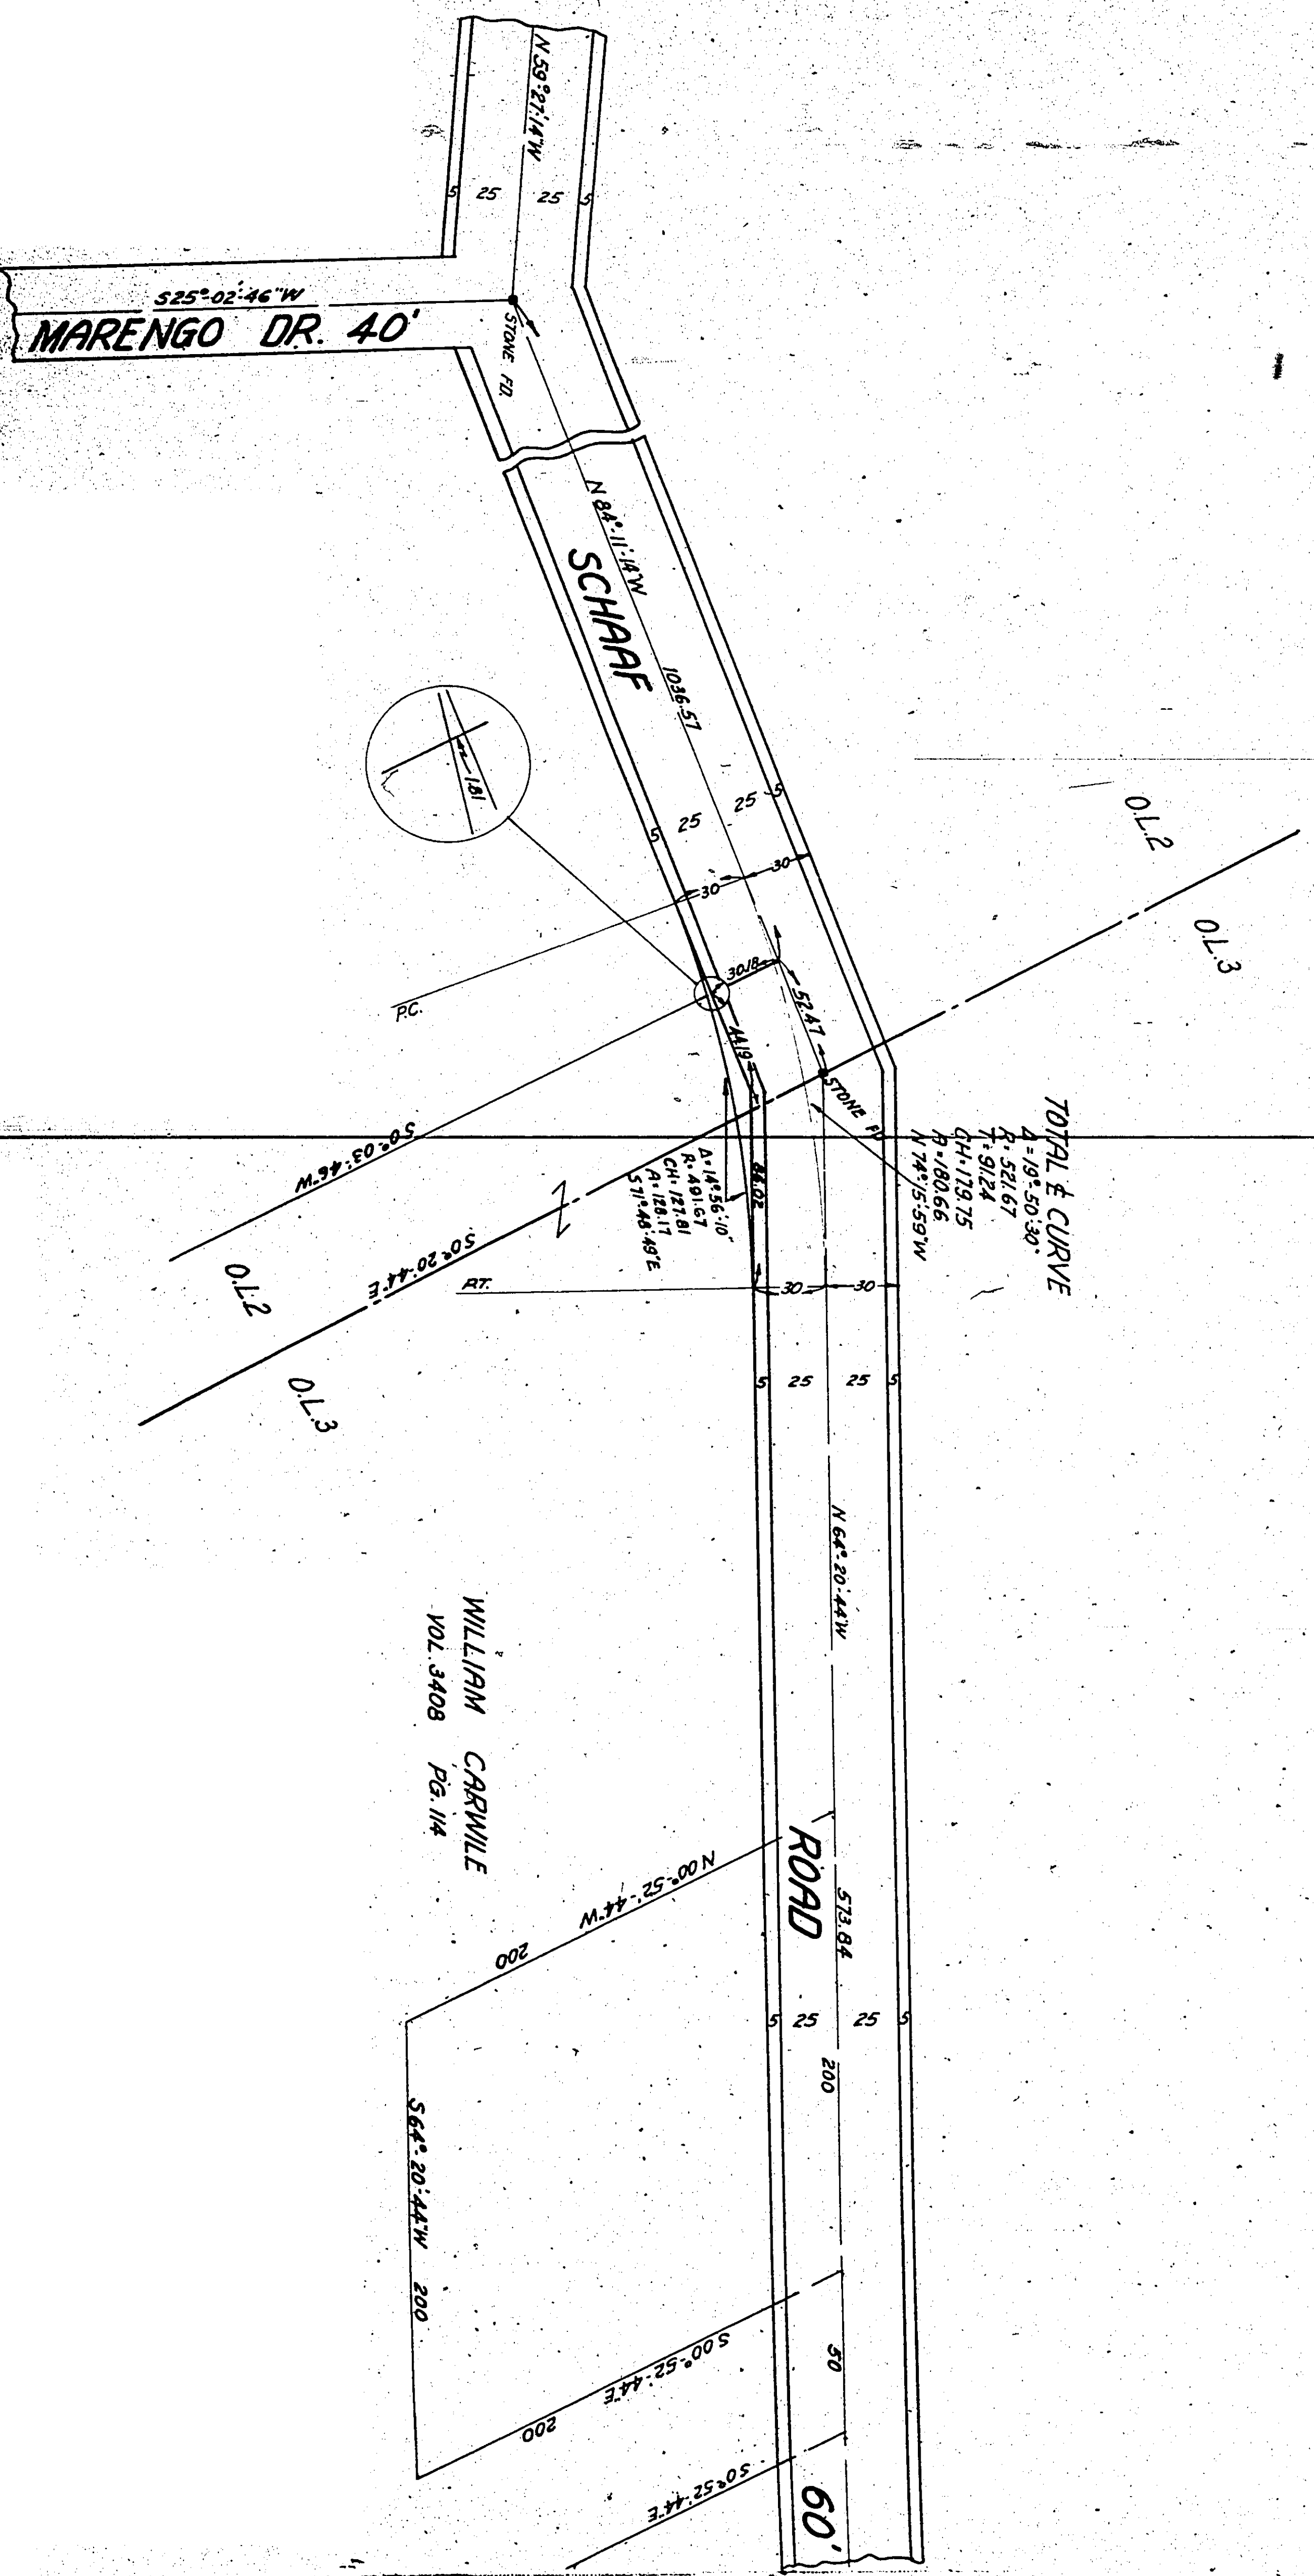 N 59°-27'-14"W
5
25
25
5
S25°-02'-46"W
MARENGO DR. 40'
STONE FD.
N 84°-11'-14"W
SCHAAF
1036.57
1.81
5
25
25
5
30
30
P.C.
30.18
52.47
44.19
STONE FD
O.L.2
O.L.3
TOTAL ₵ CURVE
Δ=19°-50'-30"
R=521.67
T=91.24
CH=179.75
A=180.66
N 74°-15'-59"W
84.02
Δ=14°-56'-10"
R=491.67
CH=127.81
A=128.17
S 71°-48'-49"E
S0°-03'-46"W
S0°-20'-44"E
O.L.2
O.L.3
P.T.
30
30
5
25
25
5
N 64°-20'-44"W
WILLIAM CARWILE
VOL. 3408 PG. 114
ROAD
573.84
N 00°-52'-44"W
200
5
25
25
5
200
S 64°-20'-44"W 200
S 00°-52'-44"E
200
50
S0°-52'-44"E
60'